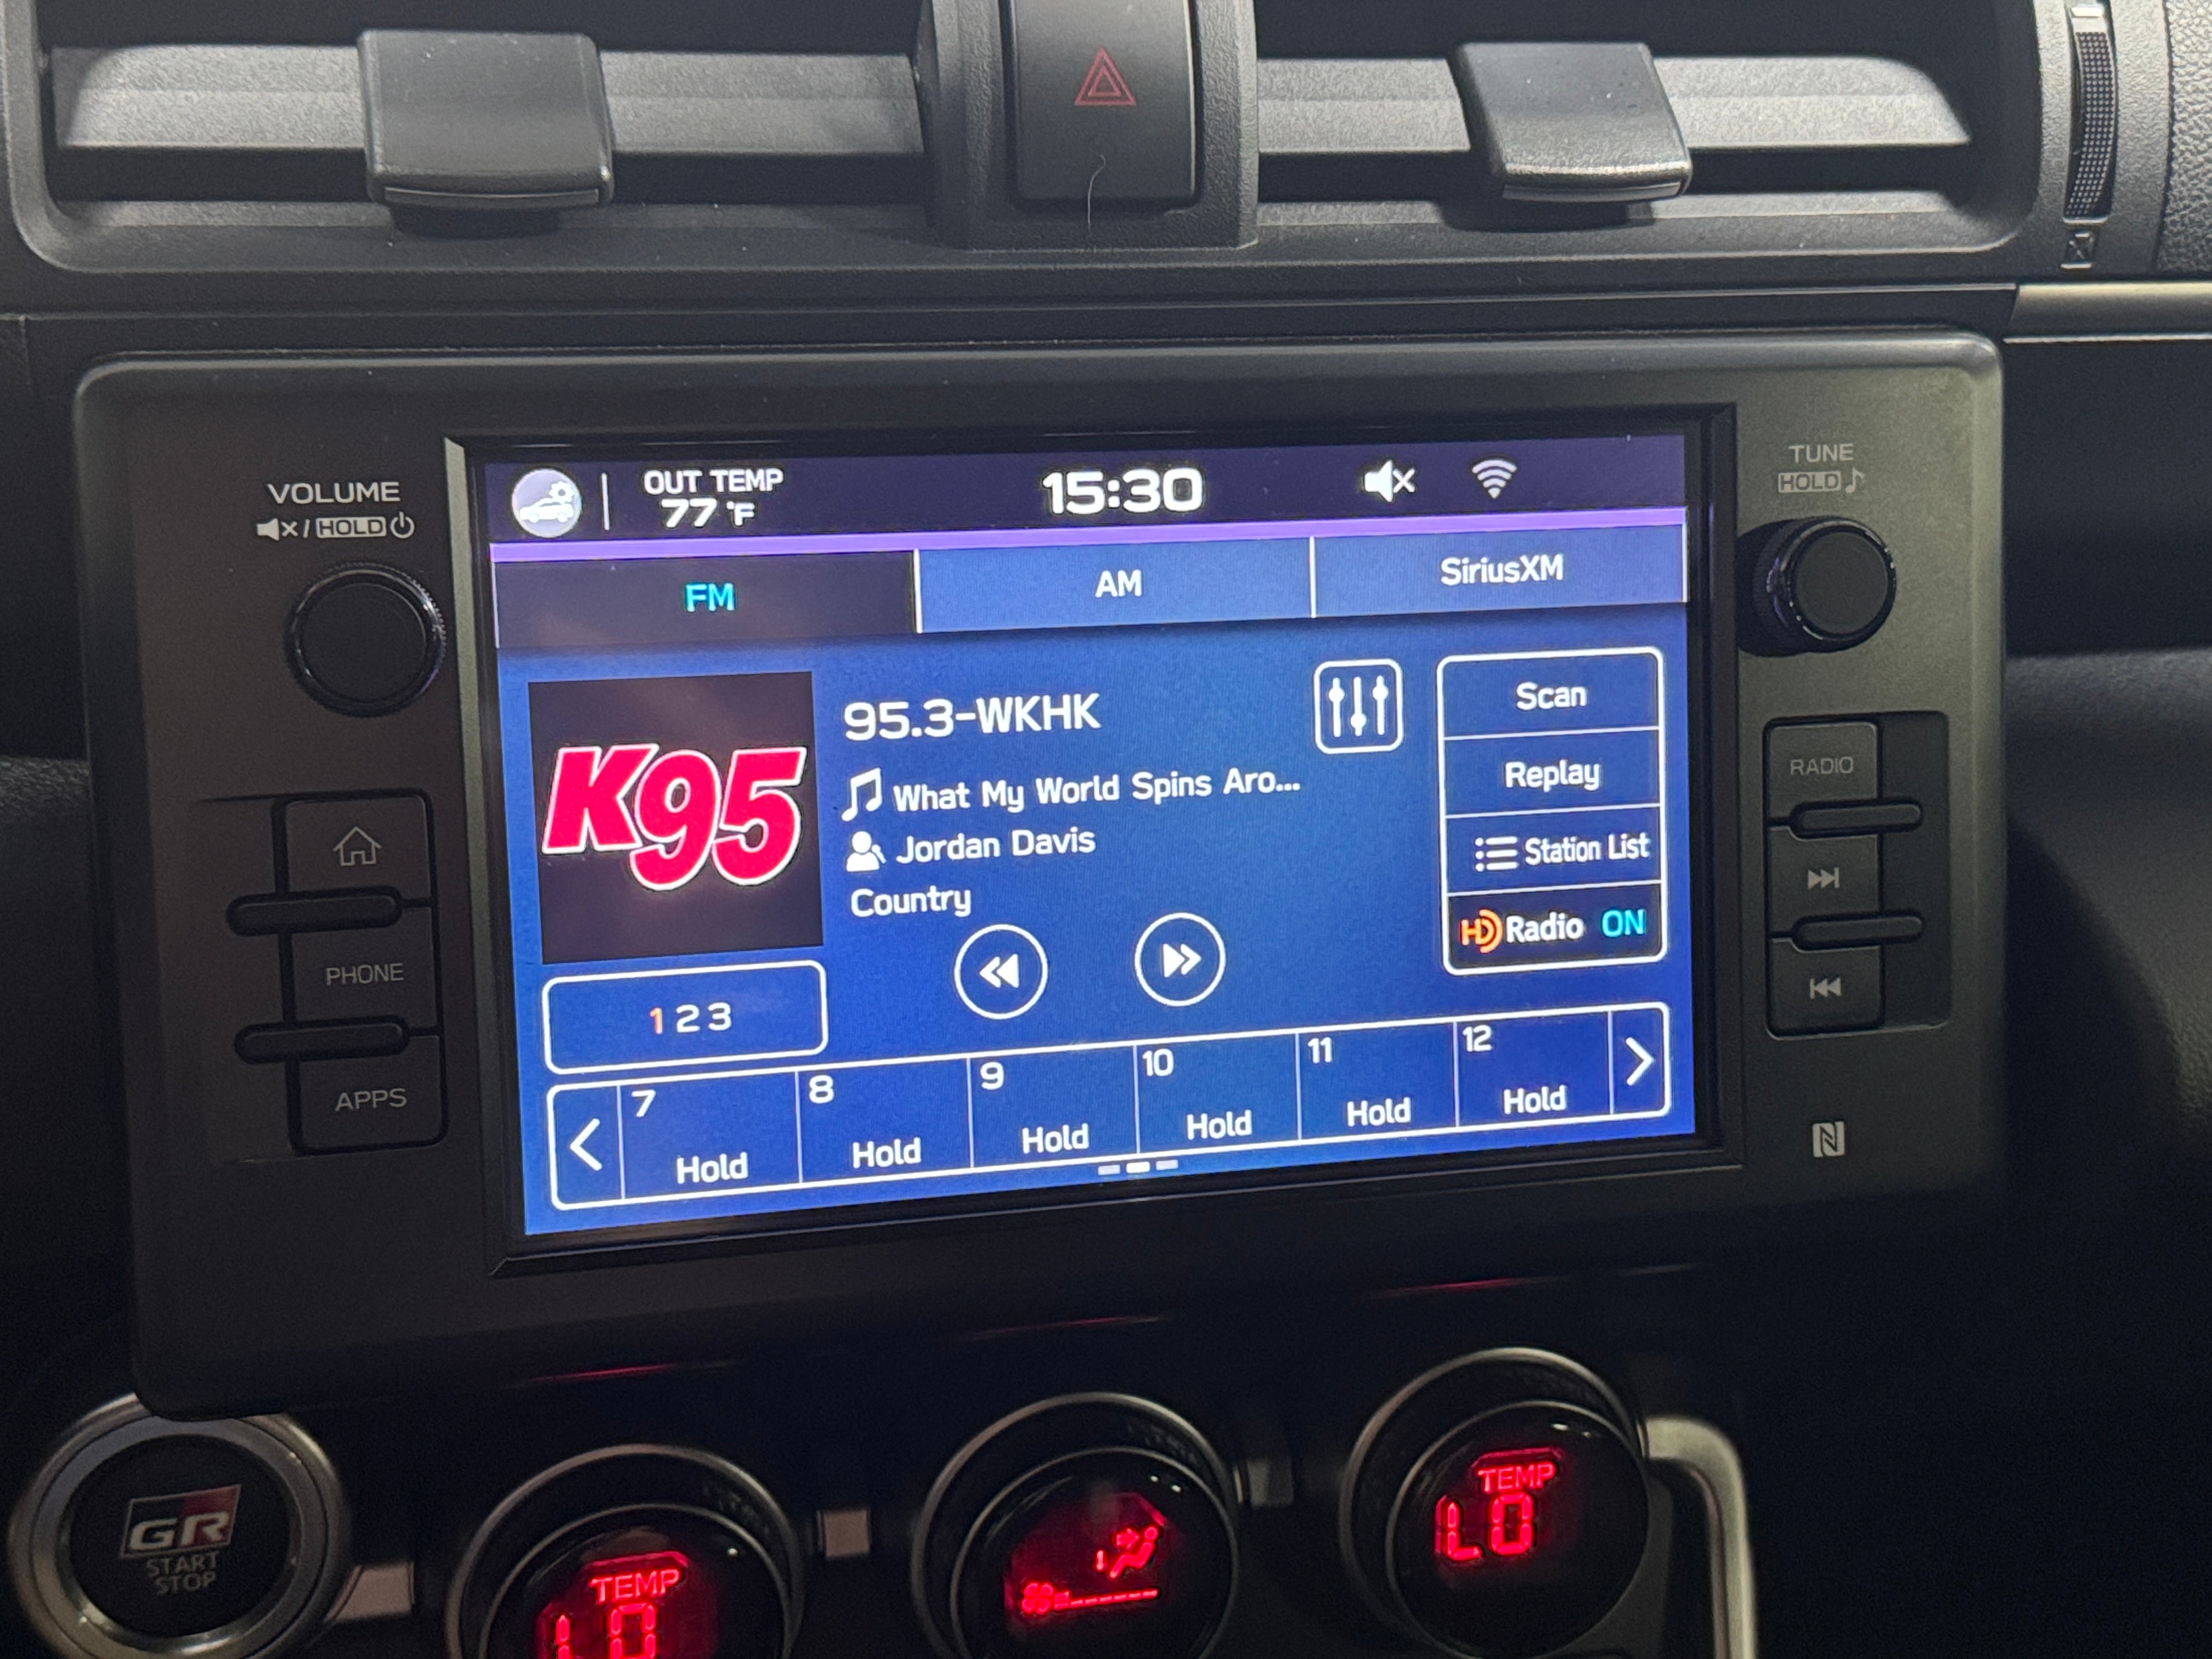 VOLUME
HOLD
TUNE
HOLD
OUT TEMP
77 °F
15:30
FM
AM
SiriusXM
K95
95.3-WKHK
What My World Spins Aro...
Jordan Davis
Country
Scan
Replay
Station List
HD Radio ON
1 2 3
7
Hold
8
Hold
9
Hold
10
Hold
11
Hold
12
Hold
PHONE
APPS
RADIO
GR
START
STOP
TEMP
LO
TEMP
LO